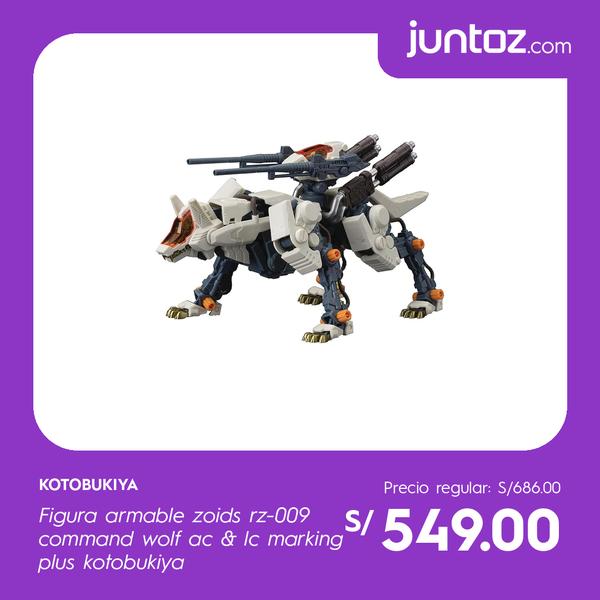 juntoz.com
KOTOBUKIYA
Figura armable zoids rz-009
command wolf ac & lc marking
plus kotobukiya
Precio regular: S/686.00
S/ 549.00